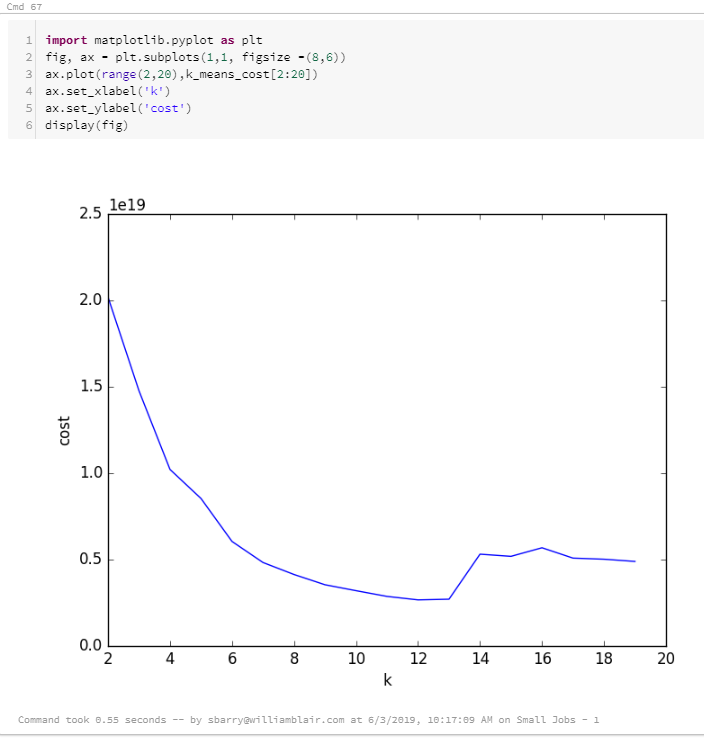 Cmd 67
1 import matplotlib.pyplot as plt
2 fig, ax = plt.subplots(1,1, figsize =(8,6))
3 ax.plot(range(2,20),k_means_cost[2:20])
4 ax.set_xlabel('k')
5 ax.set_ylabel('cost')
6 display(fig)
1e19
2.5
2.0
1.5
1.0
0.5
0.0
cost
2 4 6 8 10 12 14 16 18 20
k
Command took 0.55 seconds -- by sbarry@williamblair.com at 6/3/2019, 10:17:09 AM on Small Jobs - 1